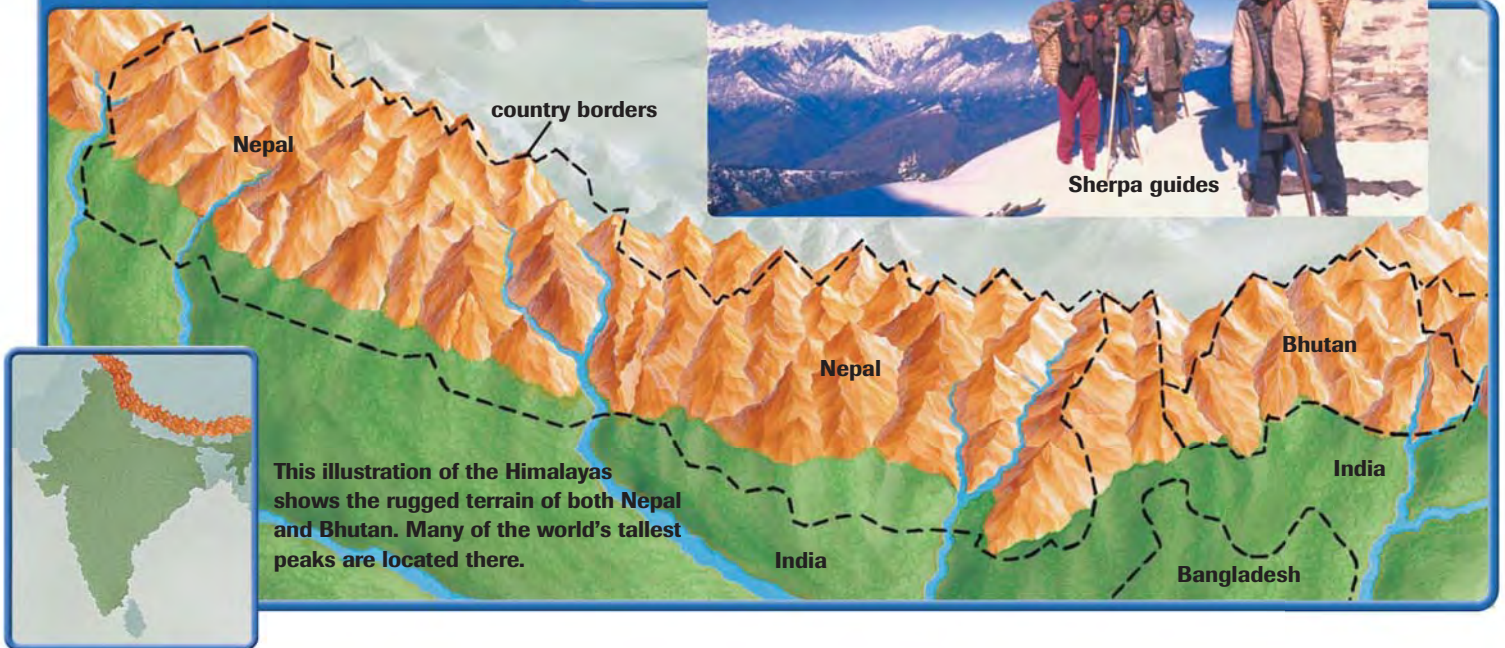 country borders
Nepal
Sherpa guides
Nepal
Bhutan
India
This illustration of the Himalayas
shows the rugged terrain of both Nepal
and Bhutan. Many of the world's tallest
peaks are located there.
India
Bangladesh